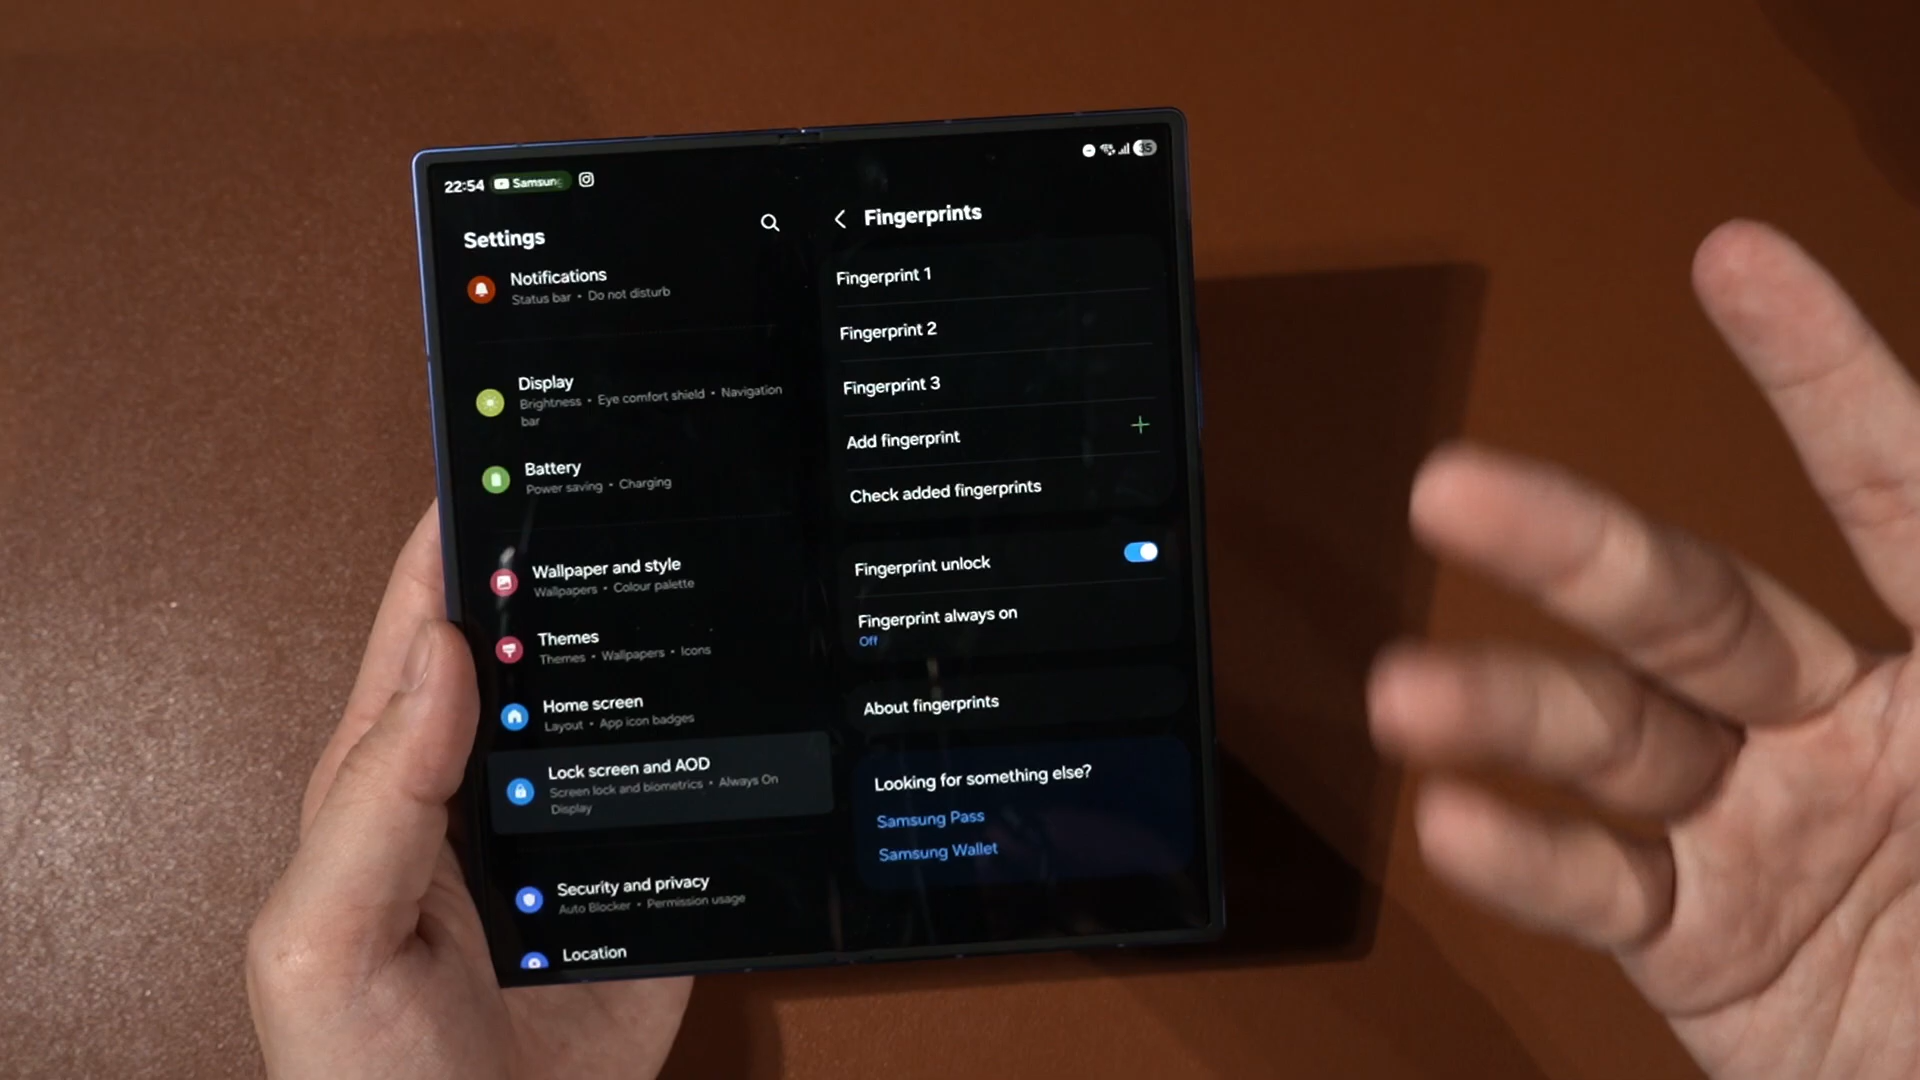 22:54 Samsung
35
Settings
Notifications
Status bar • Do not disturb
Display
Brightness • Eye comfort shield • Navigation
bar
Battery
Power saving • Charging
Wallpaper and style
Wallpapers • Colour palette
Themes
Themes • Wallpapers • Icons
Home screen
Layout • App icon badges
Lock screen and AOD
Screen lock and biometrics • Always On
Display
Security and privacy
Auto Blocker • Permission usage
Location
Fingerprints
Fingerprint 1
Fingerprint 2
Fingerprint 3
Add fingerprint
Check added fingerprints
Fingerprint unlock
Fingerprint always on
Off
About fingerprints
Looking for something else?
Samsung Pass
Samsung Wallet